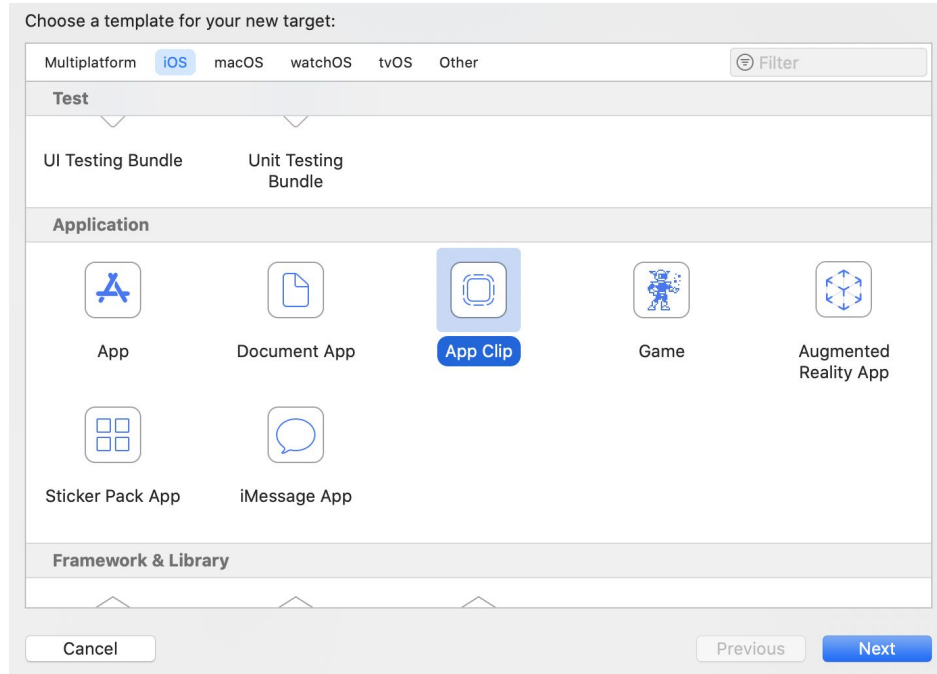 Choose a template for your new target:
Multiplatform iOS macOS watchOS tvOS Other Filter
Test
UI Testing Bundle Unit Testing
Bundle
Application
App Document App App Clip Game Augmented
Reality App
Sticker Pack App iMessage App
Framework & Library
Cancel Previous Next